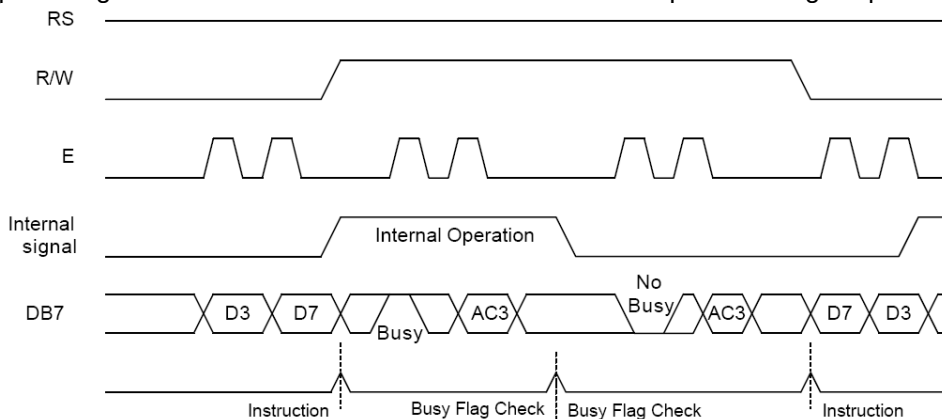 RS
R/W
E
Internal signal
Internal Operation
DB7
D3 D7 Busy AC3 No Busy AC3 D7 D3
Instruction Busy Flag Check Busy Flag Check Instruction